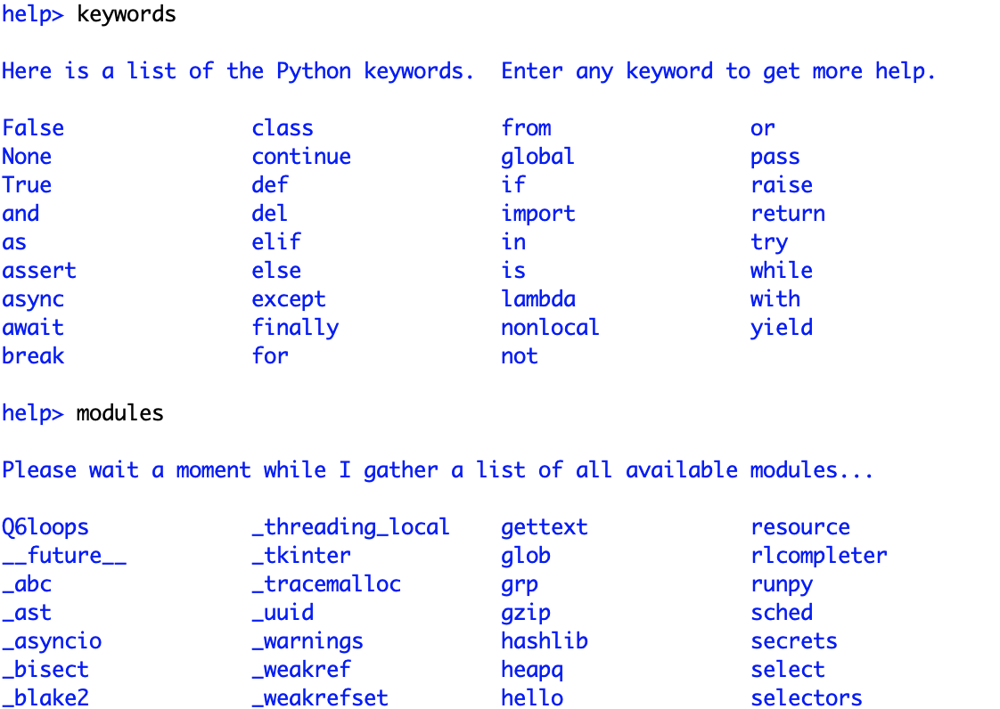 help> keywords
Here is a list of the Python keywords.  Enter any keyword to get more help.
False               class               from                or
None                continue            global              pass
True                def                 if                  raise
and                 del                 import              return
as                  elif                in                  try
assert              else                is                  while
async               except              lambda              with
await               finally             nonlocal            yield
break               for                 not
help> modules
Please wait a moment while I gather a list of all available modules...
Q6loops             _threading_local    gettext             resource
__future__          _tkinter            glob                rlcompleter
_abc                _tracemalloc        grp                 runpy
_ast                _uuid               gzip                sched
_asyncio            _warnings           hashlib             secrets
_bisect             _weakref            heapq               select
_blake2             _weakrefset         hello               selectors